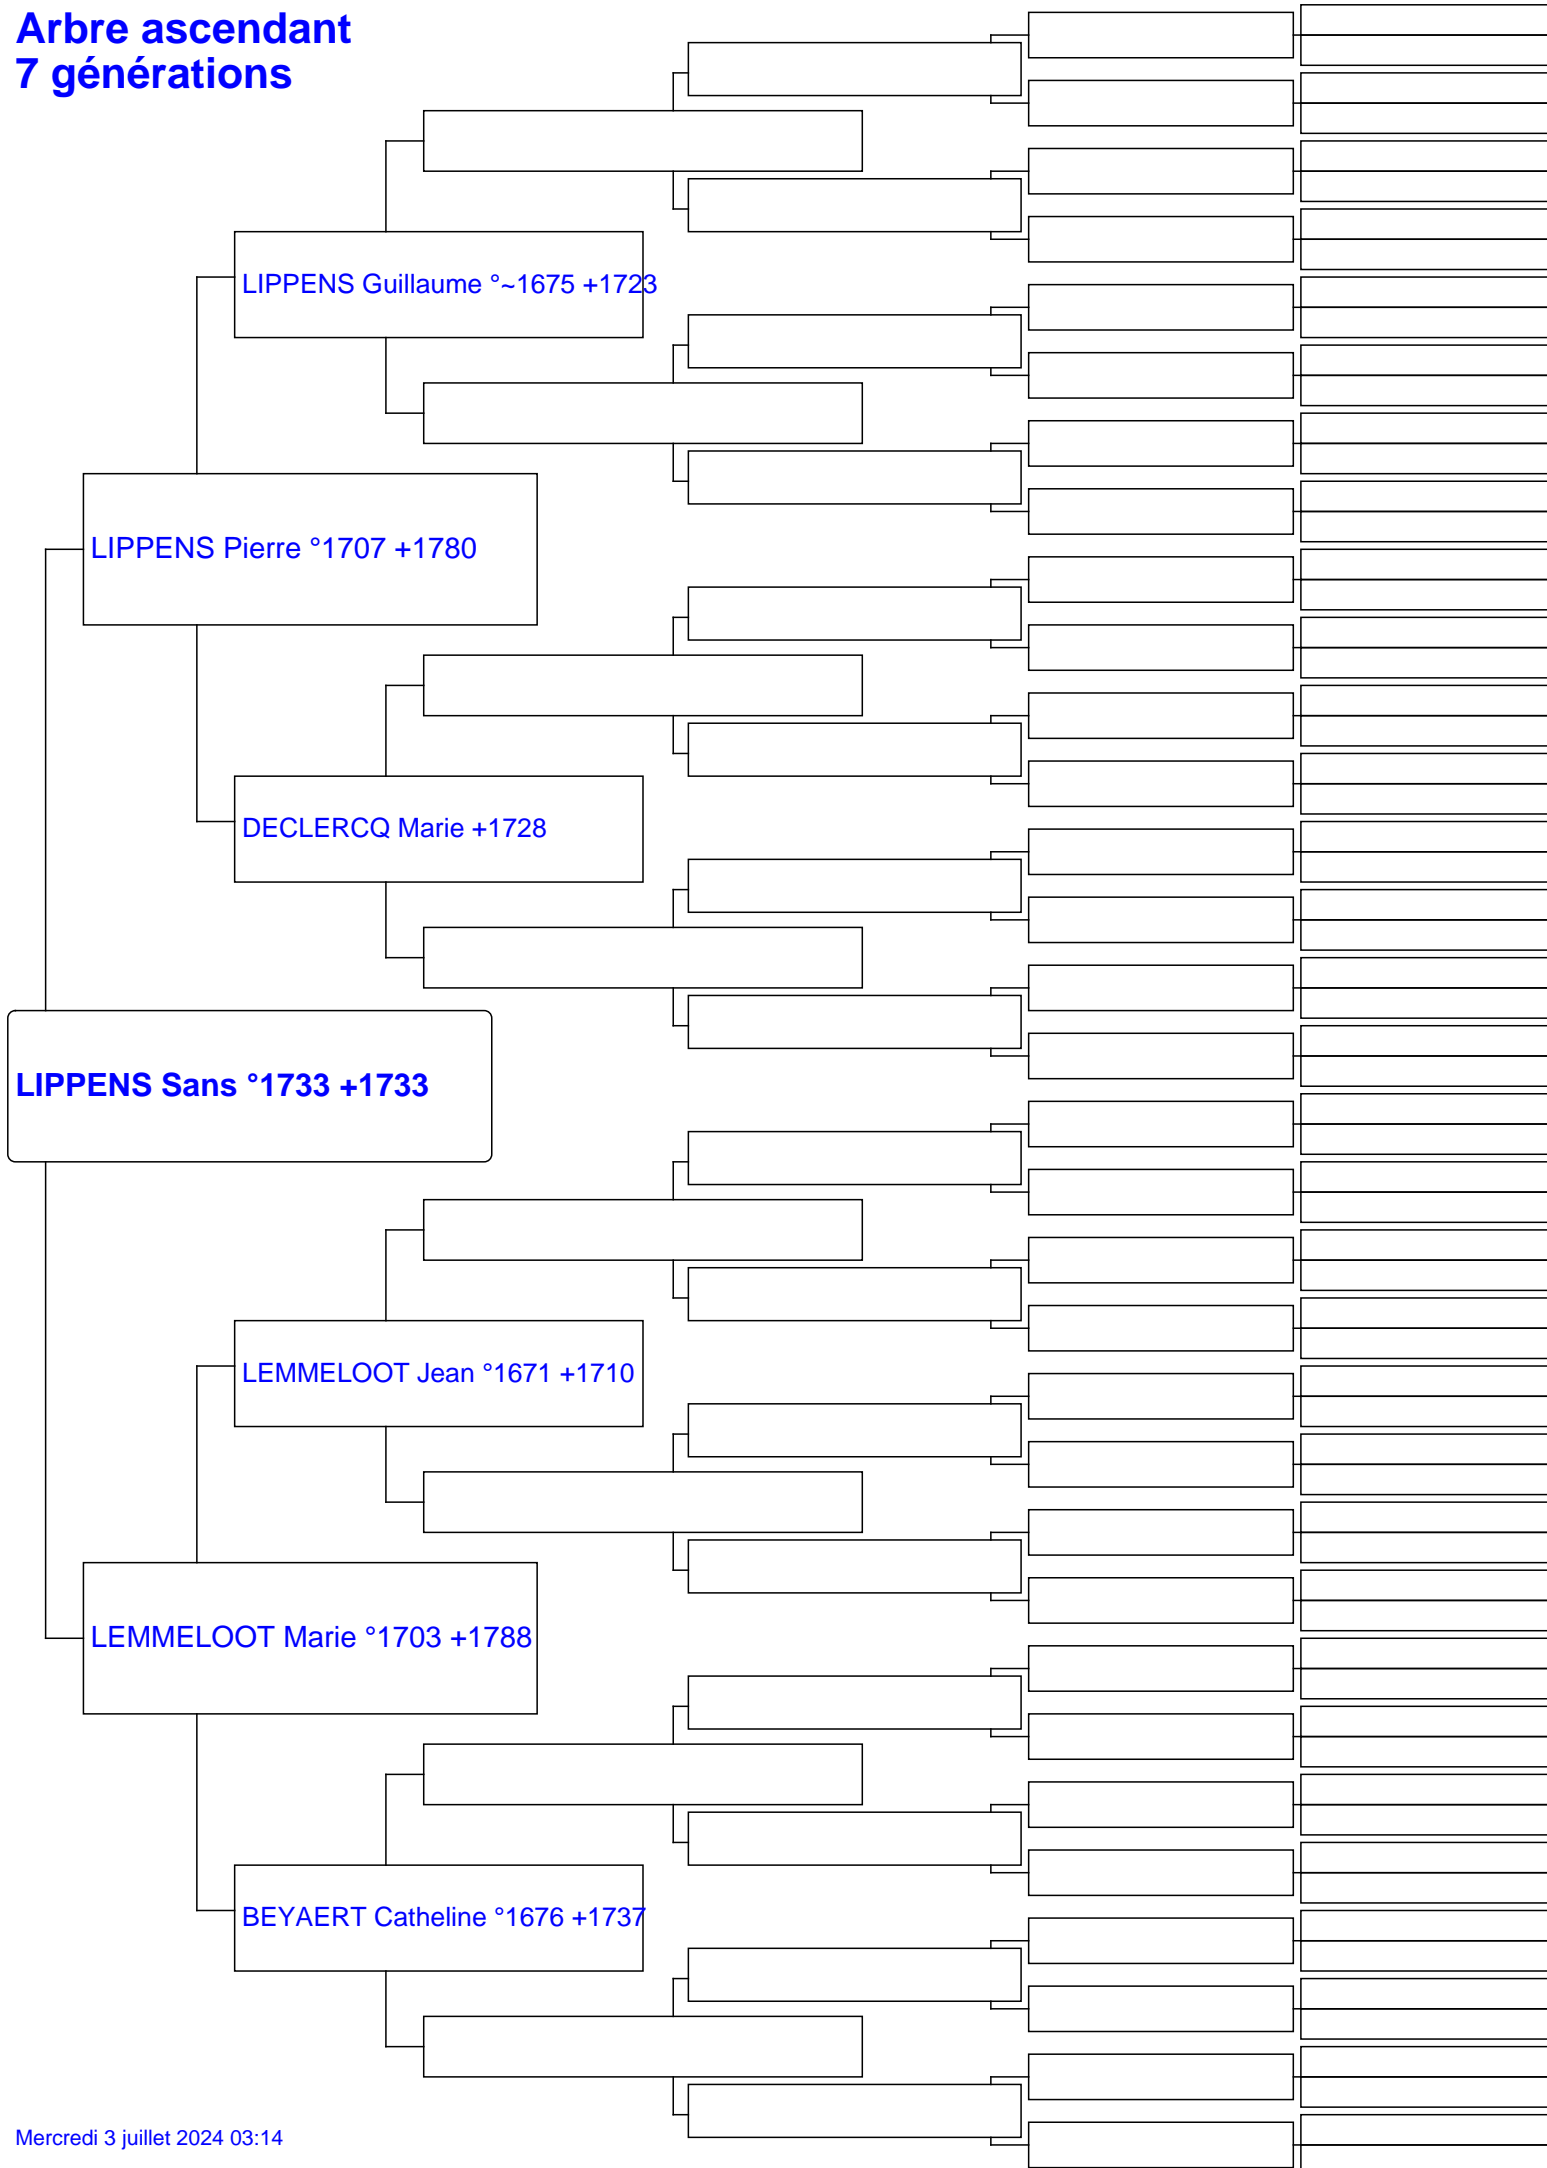 Arbre ascendant
7 générations
LIPPENS Guillaume °~1675 +1723
LIPPENS Pierre °1707 +1780
DECLERCQ Marie +1728
LIPPENS Sans °1733 +1733
LEMMELOOT Jean °1671 +1710
LEMMELOOT Marie °1703 +1788
BEYAERT Catheline °1676 +1737
Mercredi 3 juillet 2024 03:14